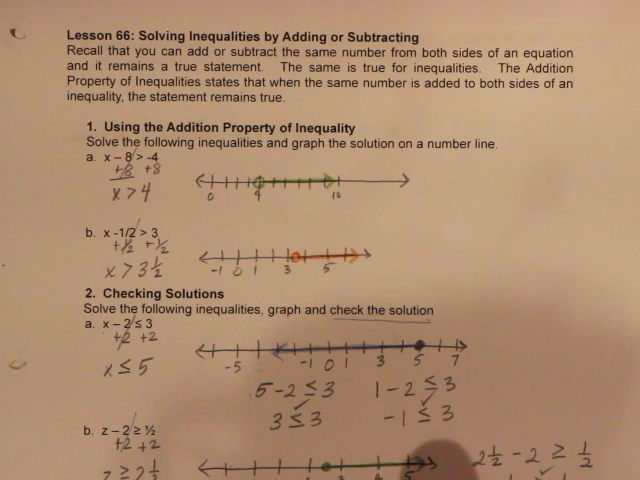 Lesson 66: Solving Inequalities by Adding or Subtracting
Recall that you can add or subtract the same number from both sides of an equation
and it remains a true statement. The same is true for inequalities. The Addition
Property of Inequalities states that when the same number is added to both sides of an
inequality, the statement remains true.
1. Using the Addition Property of Inequality
Solve the following inequalities and graph the solution on a number line.
a. x – 8 > -4
+8 +8
x > 4
0 4 10
b. x -1/2 > 3
+½ +½
x > 3 ½
-1 0 1 3 5
2. Checking Solutions
Solve the following inequalities, graph and check the solution
a. x – 2 ≤ 3
+2 +2
x ≤ 5
-5 -1 0 1 3 5 7
5 - 2 ≤ 3 1 - 2 ≤ 3
3 ≤ 3 -1 ≤ 3
b. z – 2 ≥ ½
+2 +2
z ≥ 2 ½
2 ½ - 2 ≥ ½